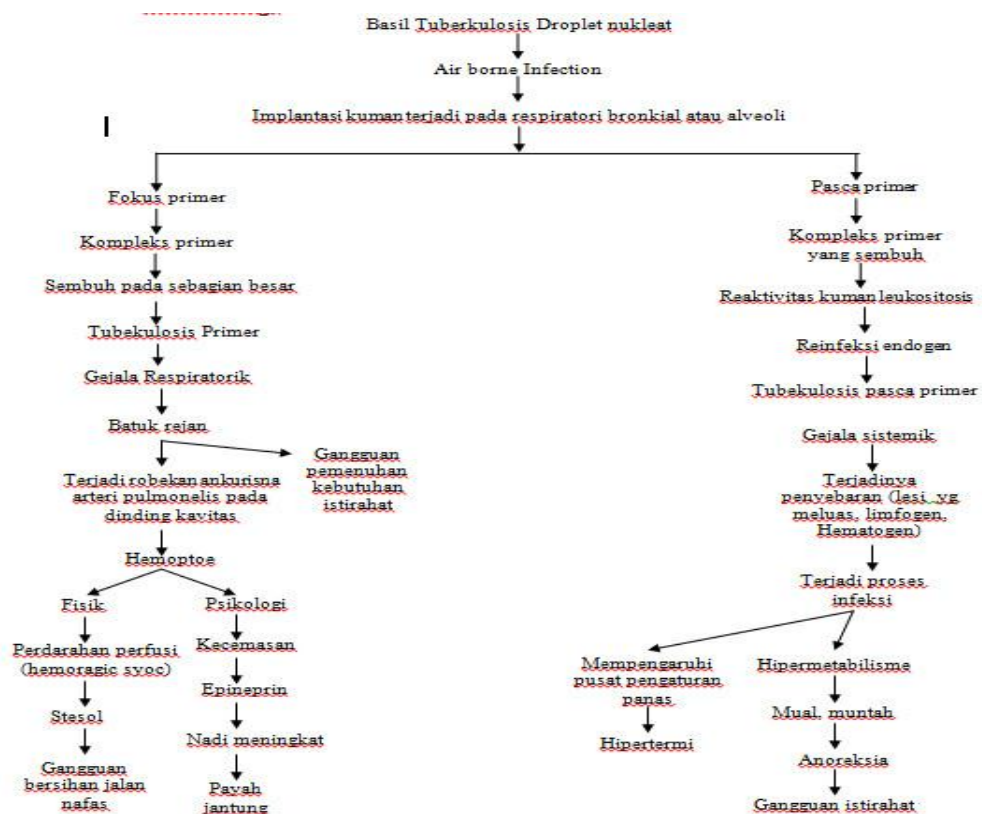 Basil Tuberkulosis Droplet nukleat
Air borne Infection
Implantasi kuman terjadi pada respiratori bronkial atau alveoli
Fokus primer
Kompleks primer
Sembuh pada sebagian besar
Tubekulosis Primer
Gejala Respiratorik
Batuk rejan
Gangguan
pemenuhan
kebutuhan
istirahat
Terjadi robekan ankurisna
arteri pulmonelis pada
dinding kavitas
Hemoptoe
Fisik
Perdarahan perfusi
(hemoragic syoc)
Stesol
Gangguan
bersihan jalan
nafas
Psikologi
Kecemasan
Epineprin
Nadi meningkat
Payah
jantung
Pasca primer
Kompleks primer
yang sembuh
Reaktivitas kuman leukositosis
Reinfeksi endogen
Tubekulosis pasca primer
Gejala sistemik
Terjadinya
penyebaran (lesi yg
meluas, limfogen,
Hematogen)
Terjadi proses
infeksi
Mempengaruhi
pusat pengaturan
panas
Hipertermi
Hipermetabilisme
Mual, muntah
Anoreksia
Gangguan istirahat